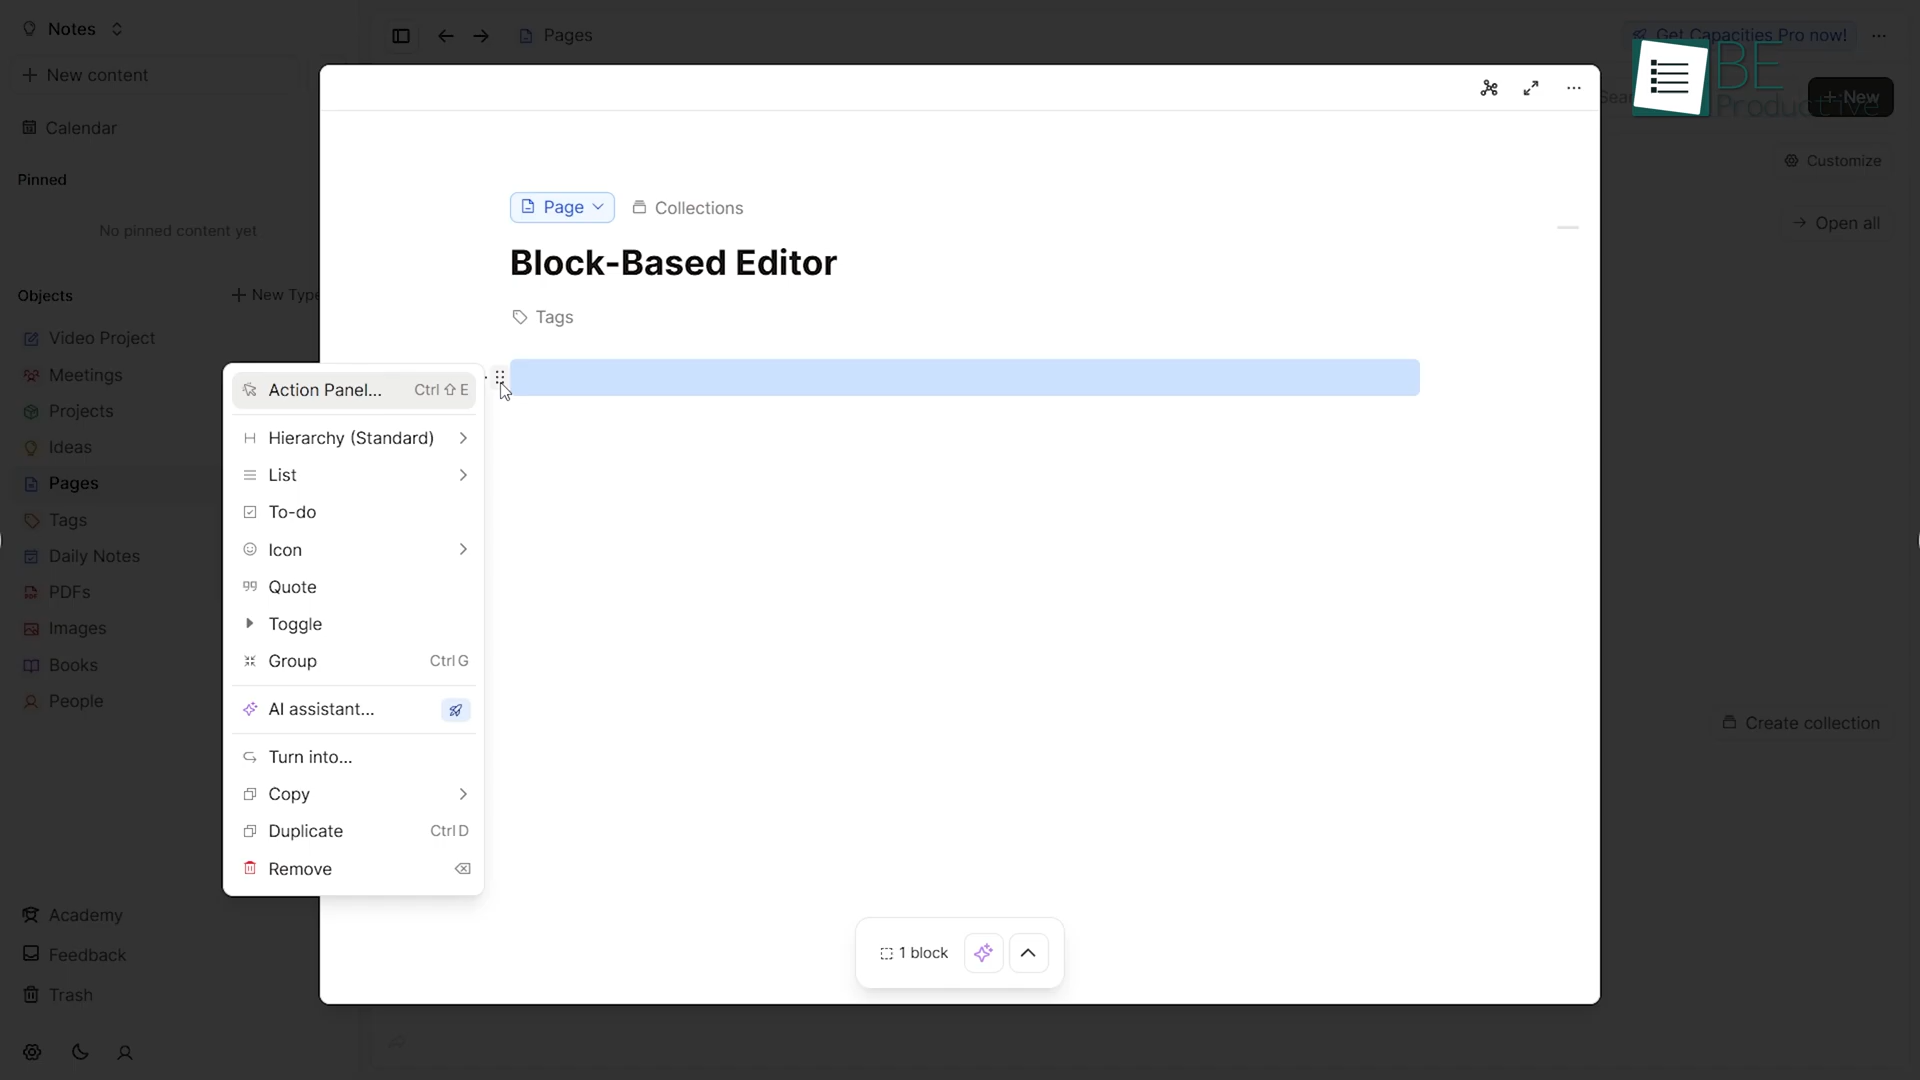 Notes
Pages
Get Capacities Pro now!
BE
Productive
New content
New
Calendar
Customize
Pinned
No pinned content yet
Open all
Page
Collections
Block-Based Editor
Tags
Objects
New Type
Video Project
Meetings
Projects
Ideas
Pages
Tags
Daily Notes
PDFs
Images
Books
People
Action Panel... Ctrl ⇧ E
Hierarchy (Standard)
List
To-do
Icon
Quote
Toggle
Group Ctrl G
AI assistant...
Turn into...
Copy
Duplicate Ctrl D
Remove
Create collection
1 block
Academy
Feedback
Trash